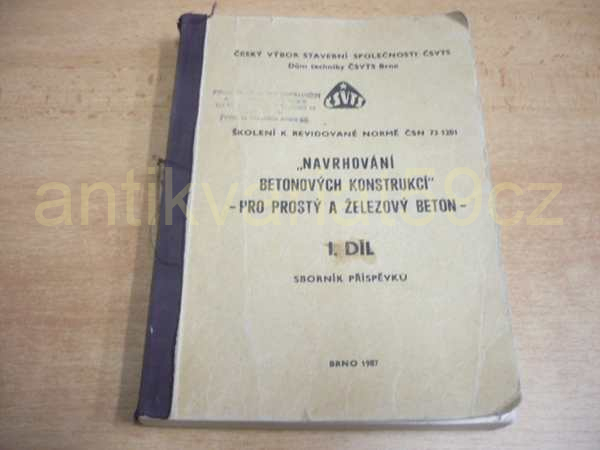 ČESKÝ VÝBOR STAVEBNÍ SPOLEČNOSTI ČSVTS
Dům techniky ČSVTS Brno
ČSVTS
ŠKOLENÍ K REVIDOVANÉ NORMĚ ČSN 73 1201
„NAVRHOVÁNÍ
BETONOVÝCH KONSTRUKCÍ"
- PRO PROSTÝ A ŽELEZOVÝ BETON -
1. DÍL
SBORNÍK PŘÍSPĚVKŮ
BRNO 1987